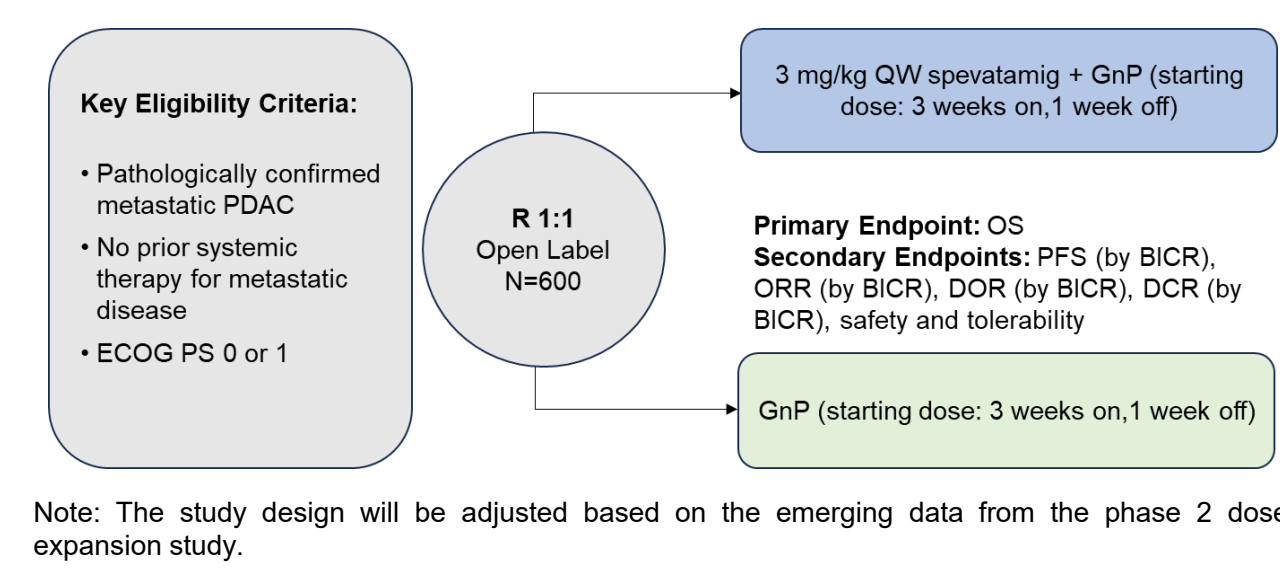 Key Eligibility Criteria:
• Pathologically confirmed
metastatic PDAC
• No prior systemic
therapy for metastatic
disease
• ECOG PS 0 or 1
R 1:1
Open Label
N=600
3 mg/kg QW spevatamig + GnP (starting
dose: 3 weeks on,1 week off)
Primary Endpoint: OS
Secondary Endpoints: PFS (by BICR),
ORR (by BICR), DOR (by BICR), DCR (by
BICR), safety and tolerability
GnP (starting dose: 3 weeks on,1 week off)
Note: The study design will be adjusted based on the emerging data from the phase 2 dose
expansion study.